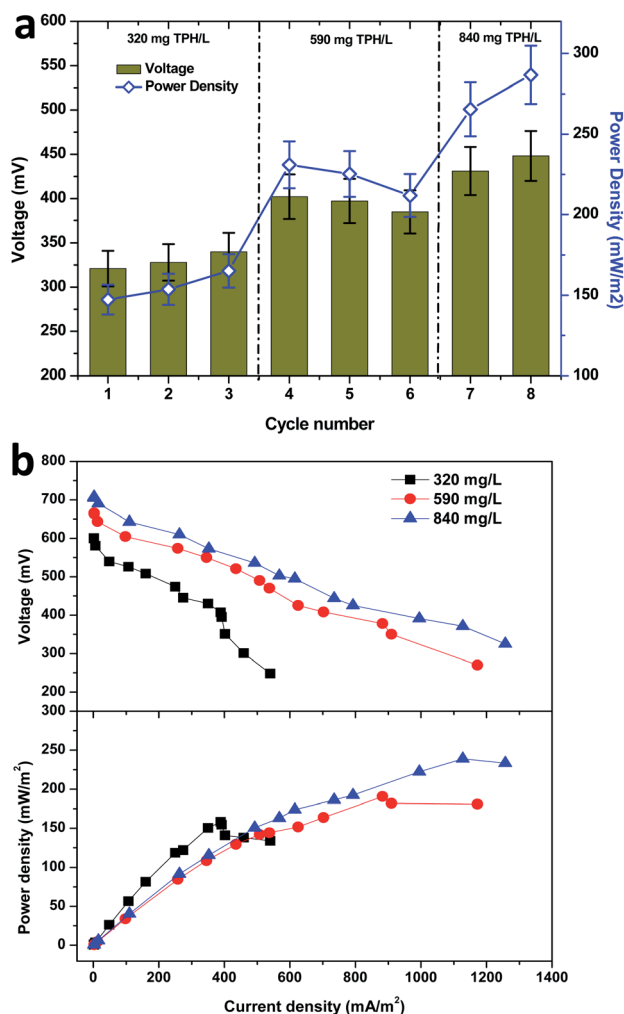 a
320 mg TPH/L
590 mg TPH/L
840 mg TPH/L
Voltage
Power Density
600
550
500
450
400
350
300
250
200
Voltage (mV)
300
250
200
150
100
Power Density (mW/m2)
1 2 3 4 5 6 7 8
Cycle number
b
320 mg/L
590 mg/L
840 mg/L
800
700
600
500
400
300
200
300
Voltage (mV)
250
200
150
100
50
0
Power density (mW/m²)
0 200 400 600 800 1000 1200 1400
Current density (mA/m²)